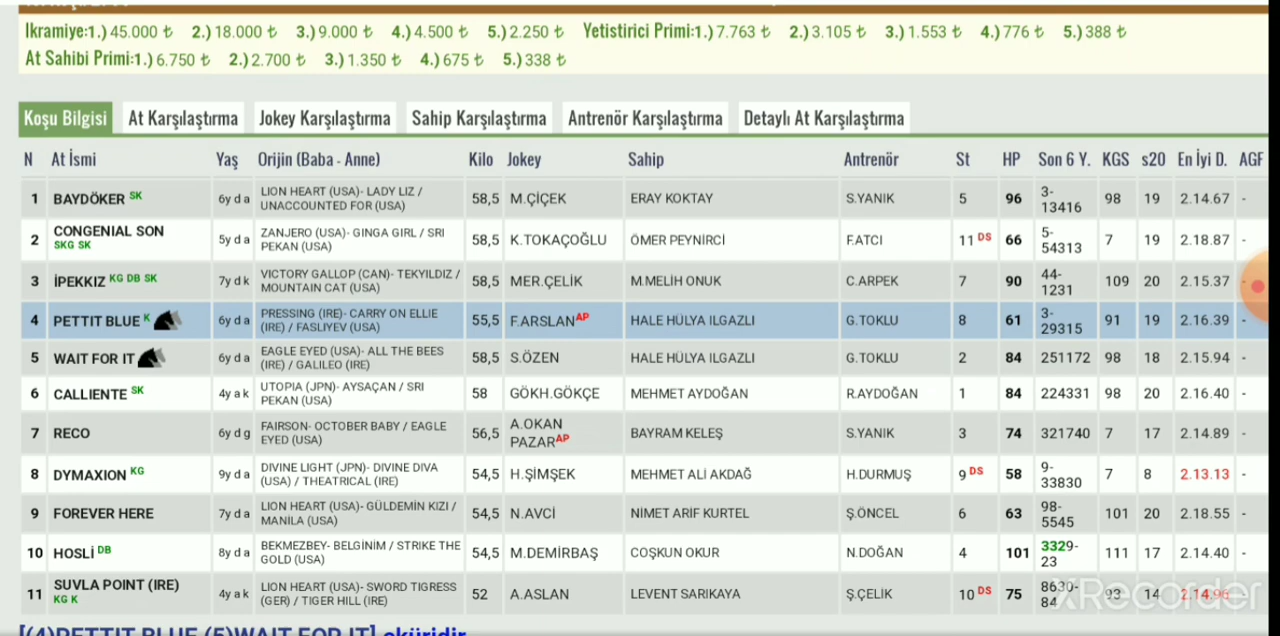 İkramiye:1.) 45.000 ₺ 2.) 18.000 ₺ 3.) 9.000 ₺ 4.) 4.500 ₺ 5.) 2.250 ₺ Yetistirici Primi:1.) 7.763 ₺ 2.) 3.105 ₺ 3.) 1.553 ₺ 4.) 776 ₺ 5.) 388 ₺
At Sahibi Primi:1.) 6.750 ₺ 2.) 2.700 ₺ 3.) 1.350 ₺ 4.) 675 ₺ 5.) 338 ₺
Koşu Bilgisi At Karşılaştırma Jokey Karşılaştırma Sahip Karşılaştırma Antrenör Karşılaştırma Detaylı At Karşılaştırma
N At İsmi Yaş Orijin (Baba - Anne) Kilo Jokey Sahip Antrenör St HP Son 6 Y. KGS s20 En İyi D. AGF
1 BAYDÖKER SK 6y d a LION HEART (USA)- LADY LIZ / UNACCOUNTED FOR (USA) 58,5 M.ÇİÇEK ERAY KOKTAY S.YANIK 5 96 3-13416 98 19 2.14.67 -
2 CONGENIAL SON SKG SK 5y d a ZANJERO (USA)- GINGA GIRL / SRI PEKAN (USA) 58,5 K.TOKAÇOĞLU ÖMER PEYNİRCİ F.ATCI 11 DS 66 5-54313 7 19 2.18.87 -
3 İPEKKIZ KG DB SK 7y d k VICTORY GALLOP (CAN)- TEKYILDIZ / MOUNTAIN CAT (USA) 58,5 MER.ÇELİK M.MELİH ONUK C.ARPEK 7 90 44-1231 109 20 2.15.37 -
4 PETTIT BLUE K 6y d a PRESSING (IRE)- CARRY ON ELLIE (IRE) / FASLIYEV (USA) 55,5 F.ARSLAN AP HALE HÜLYA ILGAZLI G.TOKLU 8 61 3-29315 91 19 2.16.39 -
5 WAIT FOR IT 6y d a EAGLE EYED (USA)- ALL THE BEES (IRE) / GALILEO (IRE) 58,5 S.ÖZEN HALE HÜLYA ILGAZLI G.TOKLU 2 84 251172 98 18 2.15.94 -
6 CALLIENTE SK 4y a k UTOPIA (JPN)- AYSAÇAN / SRI PEKAN (USA) 58 GÖKH.GÖKÇE MEHMET AYDOĞAN R.AYDOĞAN 1 84 224331 98 20 2.16.40 -
7 RECO 6y d g FAIRSON- OCTOBER BABY / EAGLE EYED (USA) 56,5 A.OKAN PAZAR AP BAYRAM KELEŞ S.YANIK 3 74 321740 7 17 2.14.89 -
8 DYMAXION KG 9y d a DIVINE LIGHT (JPN)- DIVINE DIVA (USA) / THEATRICAL (IRE) 54,5 H.ŞİMŞEK MEHMET ALİ AKDAĞ H.DURMUŞ 9 DS 58 9-33830 7 8 2.13.13 -
9 FOREVER HERE 7y d a LION HEART (USA)- GÜLDEMİN KIZI / MANİLA (USA) 54,5 N.AVCİ NİMET ARİF KURTEL Ş.ÖNCEL 6 63 98-5545 101 20 2.18.55 -
10 HOSLİ DB 8y d a BEKMEZBEY- BELGİNİM / STRIKE THE GOLD (USA) 54,5 M.DEMİRBAŞ COŞKUN OKUR N.DOĞAN 4 101 3329-23 111 17 2.14.40 -
11 SUVLA POINT (IRE) KG K 4y a k LION HEART (USA)- SWORD TIGRESS (GER) / TIGER HILL (IRE) 52 A.ASLAN LEVENT SARIKAYA Ş.ÇELİK 10 DS 75 8630-84 93 14 2.14.96 -
XRecorder
[(4)PETTIT BLUE (5)WAIT FOR IT] eküridir